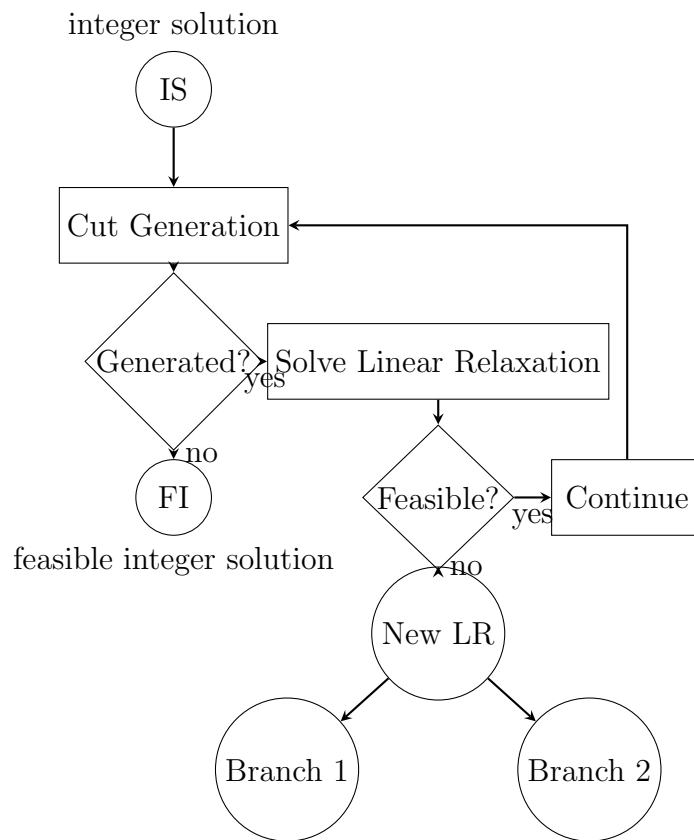 integer solution
IS
Cut Generation
Generated?
yes
Solve Linear Relaxation
no
FI
feasible integer solution
Feasible?
yes
Continue
no
New LR
Branch 1
Branch 2